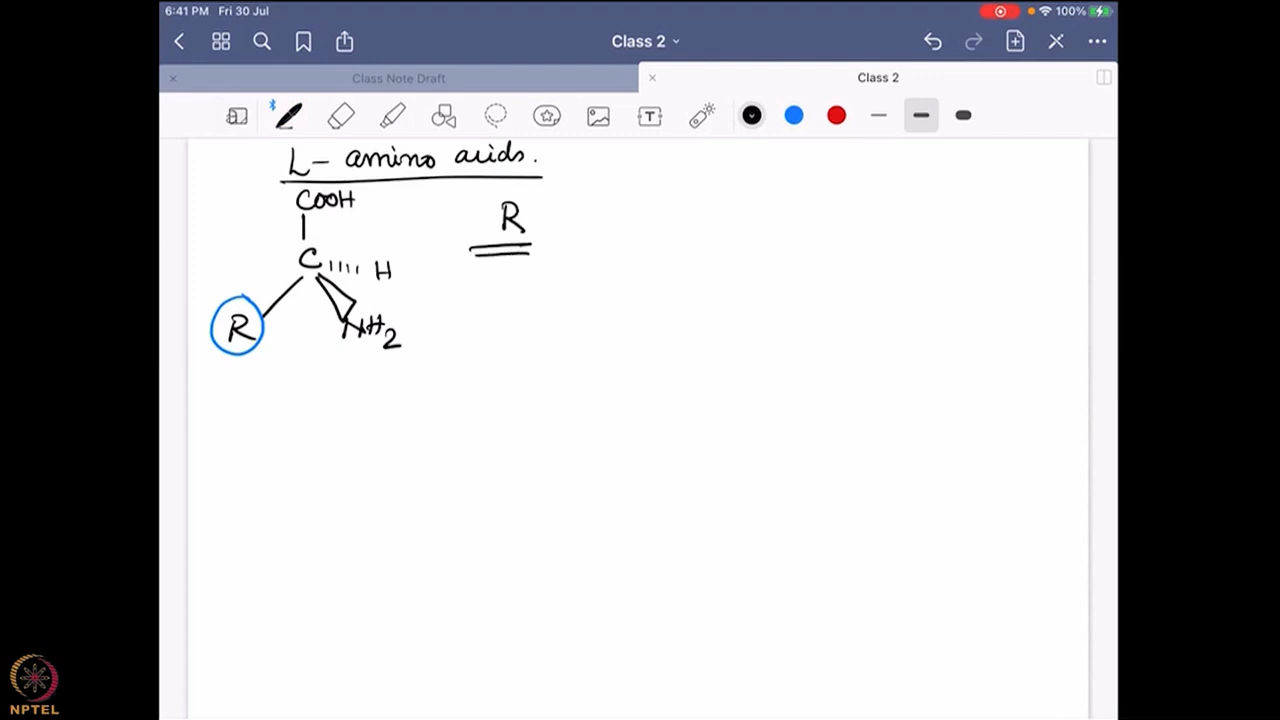 6:41 PM Fri 30 Jul
100%
Class 2
Class Note Draft
Class 2
T
L- amino acids.
COOH
R
C H
R NH2
NPTEL